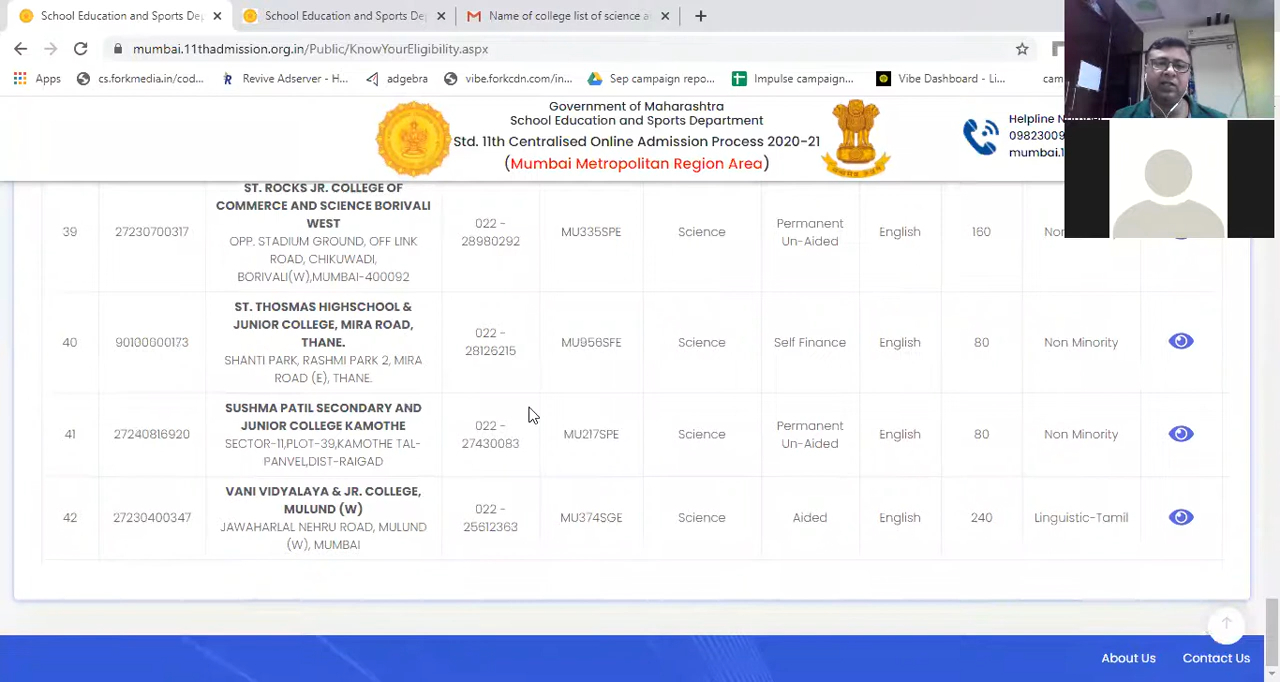 School Education and Sports De
School Education and Sports De
Name of college list of science a
mumbai.11thadmission.org.in/Public/KnowYourEligibility.aspx
Apps
cs.forkmedia.in/cod...
Revive Adserver - H...
adgebra
vibe.forkcdn.com/in...
Sep campaign repo...
Impulse campaign...
Vibe Dashboard - Li...
cam
Government of Maharashtra
School Education and Sports Department
Std. 11th Centralised Online Admission Process 2020-21
(Mumbai Metropolitan Region Area)
Helpline Number
09823009
mumbai.1
39
27230700317
ST. ROCKS JR. COLLEGE OF
COMMERCE AND SCIENCE BORIVALI
WEST
OPP. STADIUM GROUND, OFF LINK
ROAD, CHIKUWADI,
BORIVALI(W),MUMBAI-400092
022 -
28980292
MU335SPE
Science
Permanent
Un-Aided
English
160
Non
40
90100600173
ST. THOSMAS HIGHSCHOOL &
JUNIOR COLLEGE, MIRA ROAD,
THANE.
SHANTI PARK, RASHMI PARK 2, MIRA
ROAD (E), THANE.
022 -
28126215
MU956SFE
Science
Self Finance
English
80
Non Minority
41
27240816920
SUSHMA PATIL SECONDARY AND
JUNIOR COLLEGE KAMOTHE
SECTOR-11,PLOT-39,KAMOTHE TAL-
PANVEL,DIST-RAIGAD
022 -
27430083
MU217SPE
Science
Permanent
Un-Aided
English
80
Non Minority
42
27230400347
VANI VIDYALAYA & JR. COLLEGE,
MULUND (W)
JAWAHARLAL NEHRU ROAD, MULUND
(W), MUMBAI
022 -
25612363
MU374SGE
Science
Aided
English
240
Linguistic-Tamil
About Us
Contact Us